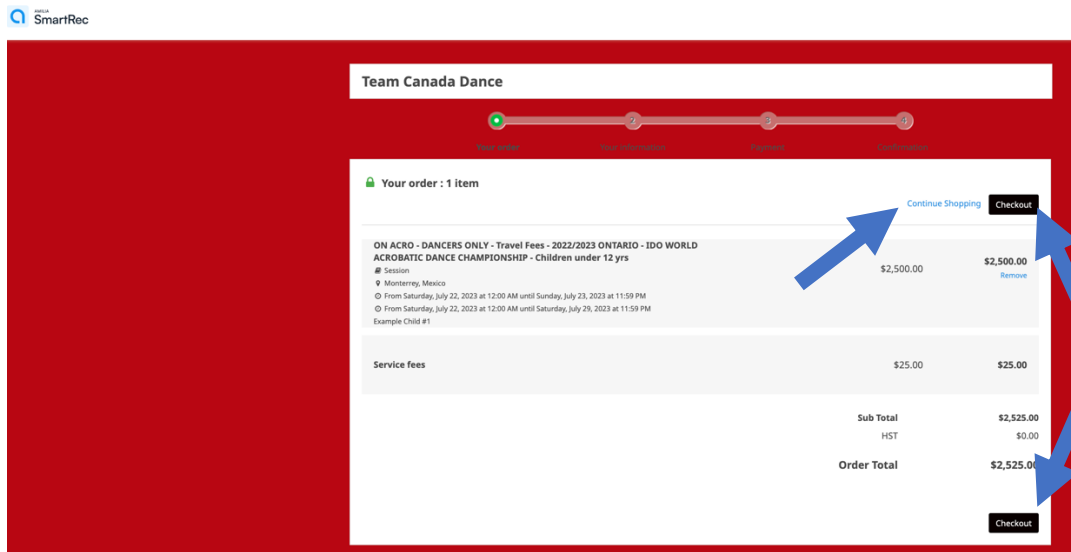 AMILIA
SmartRec
Team Canada Dance
2
3
4
Your order
Your information
Payment
Confirmation
Your order : 1 item
Continue Shopping
Checkout
ON ACRO - DANCERS ONLY - Travel Fees - 2022/2023 ONTARIO - IDO WORLD
ACROBATIC DANCE CHAMPIONSHIP - Children under 12 yrs
$2,500.00
$2,500.00
Remove
Session
Monterrey, Mexico
From Saturday, July 22, 2023 at 12:00 AM until Sunday, July 23, 2023 at 11:59 PM
From Saturday, July 22, 2023 at 12:00 AM until Saturday, July 29, 2023 at 11:59 PM
Example Child #1
Service fees
$25.00
$25.00
Sub Total
$2,525.00
HST
$0.00
Order Total
$2,525.00
Checkout